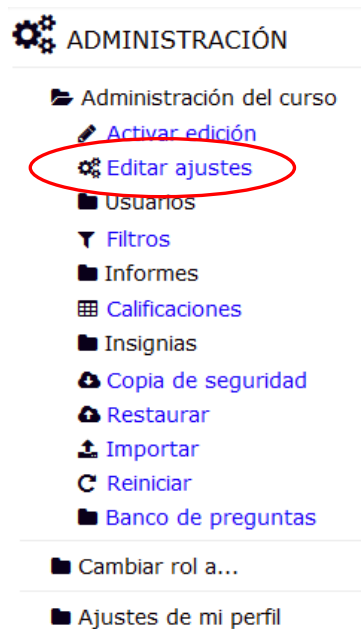 ADMINISTRACIÓN
Administración del curso
Activar edición
Editar ajustes
Usuarios
Filtros
Informes
Calificaciones
Insignias
Copia de seguridad
Restaurar
Importar
Reiniciar
Banco de preguntas
Cambiar rol a...
Ajustes de mi perfil